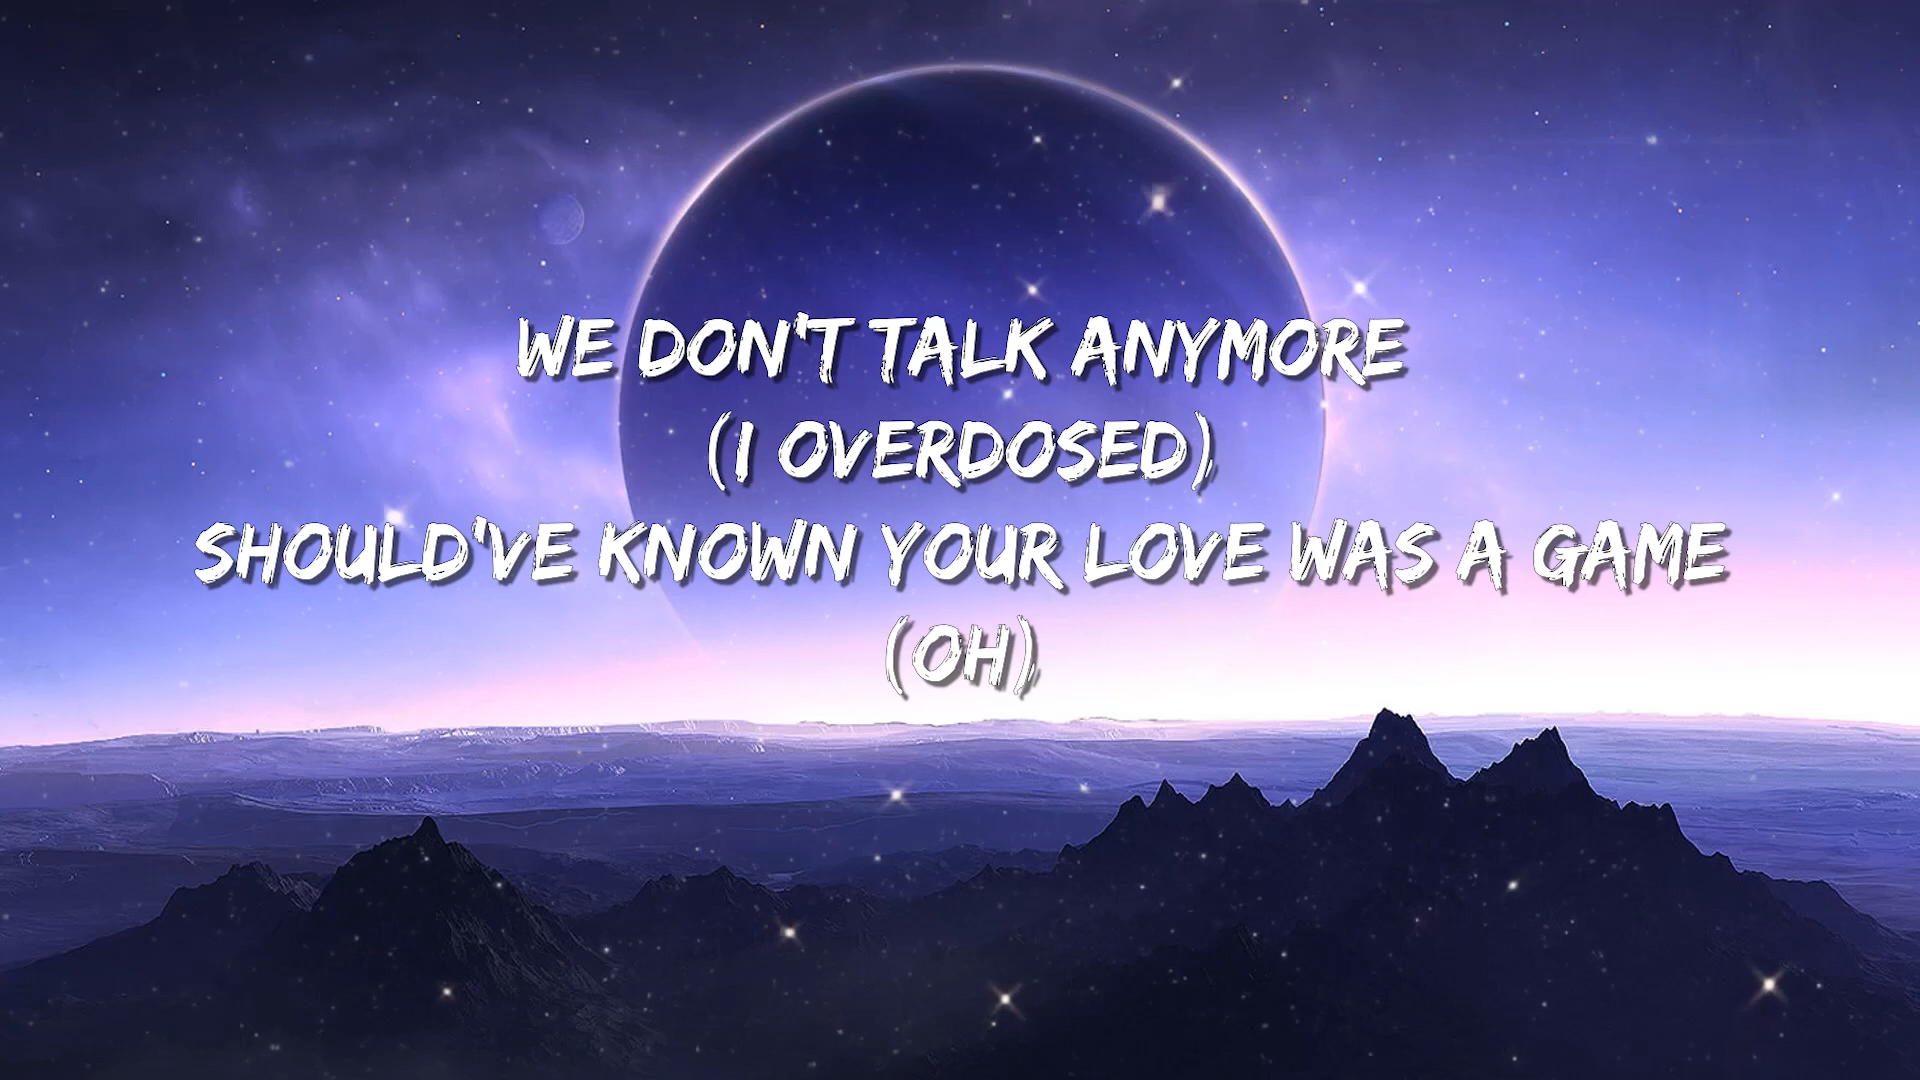 WE DON'T TALK ANYMORE
(I OVERDOSED)
SHOULD'VE KNOWN YOUR LOVE WAS A GAME
(OH)